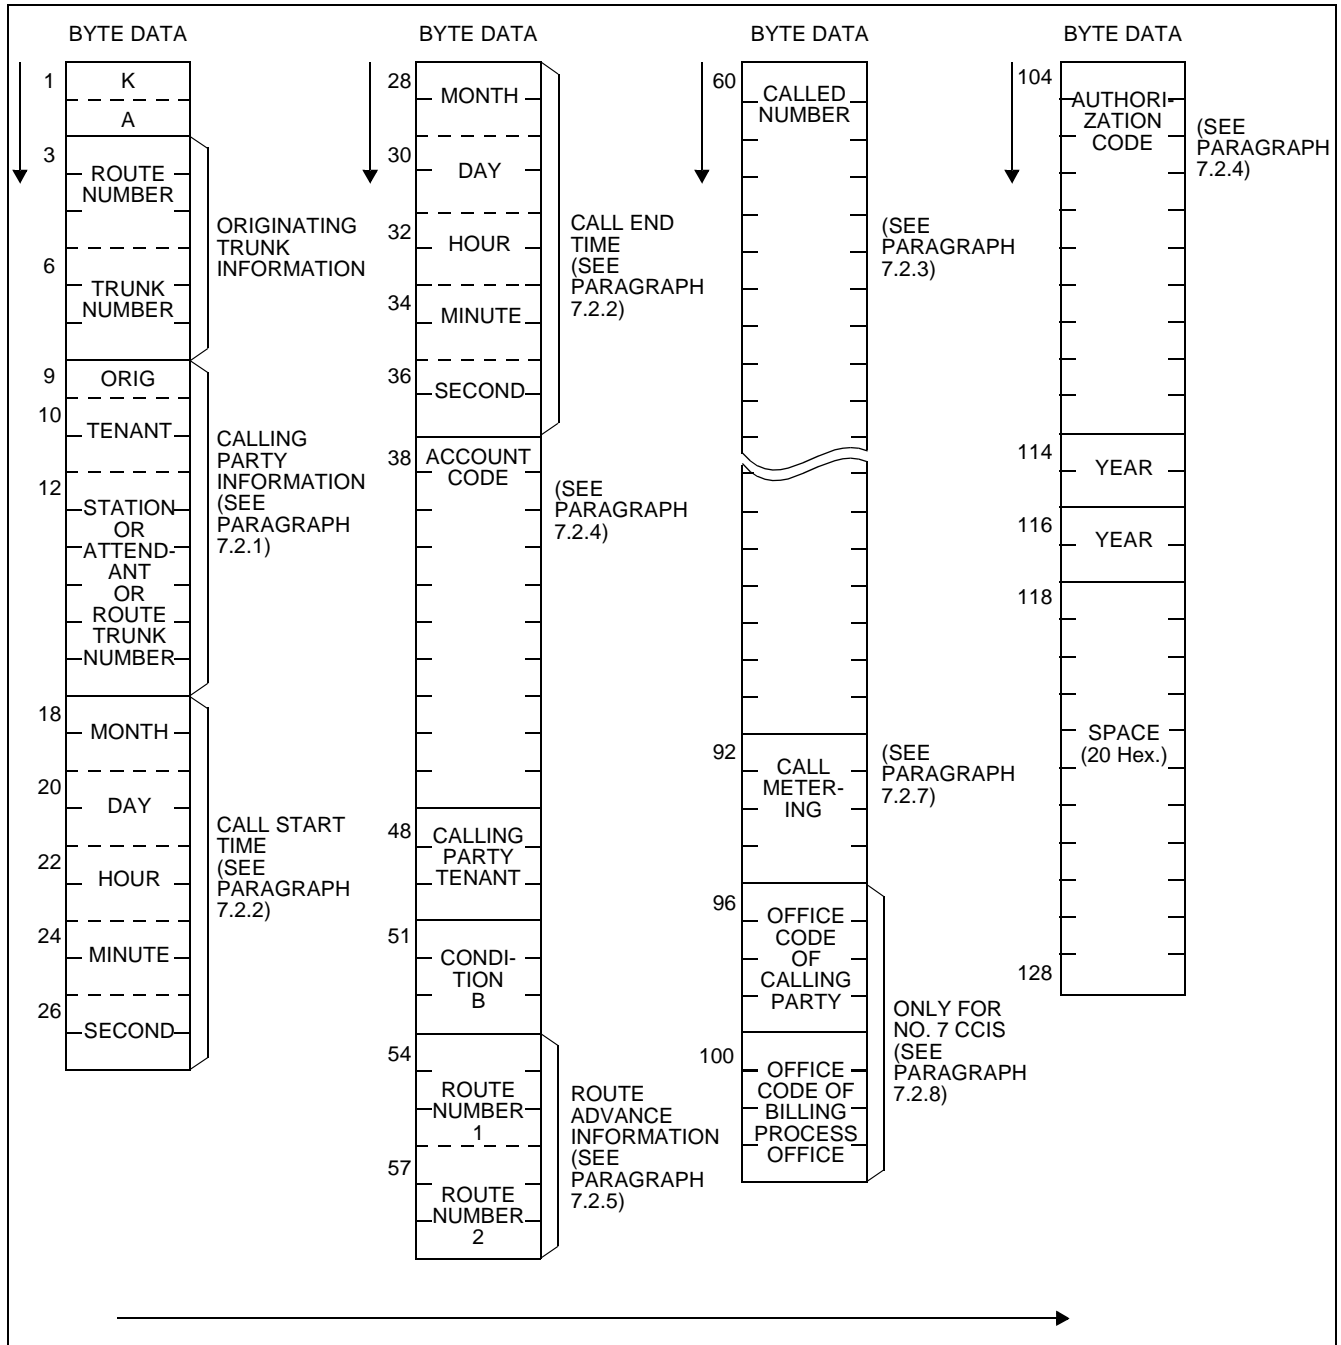 BYTE DATA
1
K
A
3
ROUTE
NUMBER
6
TRUNK
NUMBER
ORIGINATING
TRUNK
INFORMATION
9
ORIG
10
TENANT
12
STATION
OR
ATTEND-
ANT
OR
ROUTE
TRUNK
NUMBER
CALLING
PARTY
INFORMATION
(SEE
PARAGRAPH
7.2.1)
18
MONTH
20
DAY
22
HOUR
24
MINUTE
26
SECOND
CALL START
TIME
(SEE
PARAGRAPH
7.2.2)
BYTE DATA
28
MONTH
30
DAY
32
HOUR
34
MINUTE
36
SECOND
CALL END
TIME
(SEE
PARAGRAPH
7.2.2)
38
ACCOUNT
CODE
(SEE
PARAGRAPH
7.2.4)
48
CALLING
PARTY
TENANT
51
CONDI-
TION
B
54
ROUTE
NUMBER
1
57
ROUTE
NUMBER
2
ROUTE
ADVANCE
INFORMATION
(SEE
PARAGRAPH
7.2.5)
BYTE DATA
60
CALLED
NUMBER
(SEE
PARAGRAPH
7.2.3)
92
CALL
METER-
ING
(SEE
PARAGRAPH
7.2.7)
96
OFFICE
CODE
OF
CALLING
PARTY
100
OFFICE
CODE OF
BILLING
PROCESS
OFFICE
ONLY FOR
NO. 7 CCIS
(SEE
PARAGRAPH
7.2.8)
BYTE DATA
104
AUTHORI-
ZATION
CODE
(SEE
PARAGRAPH
7.2.4)
114
YEAR
116
YEAR
118
SPACE
(20 Hex.)
128